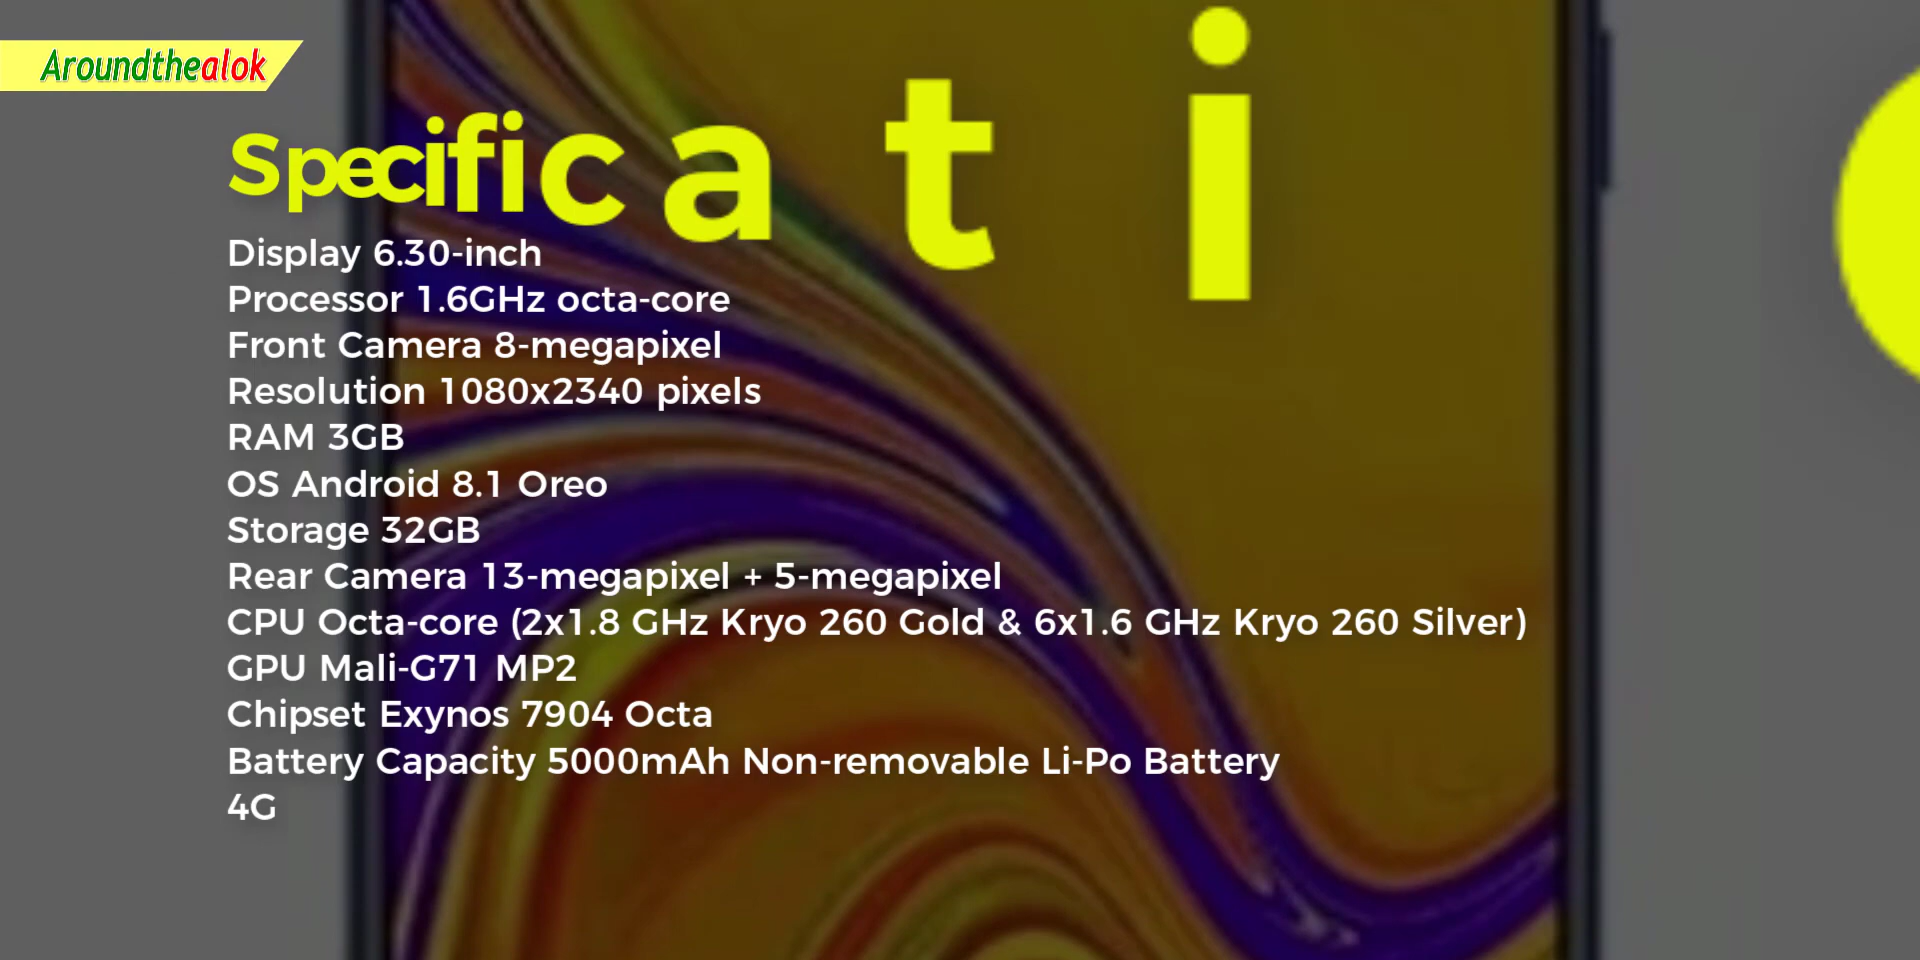 Aroundthealok
Specificati
Display 6.30-inch
Processor 1.6GHz octa-core
Front Camera 8-megapixel
Resolution 1080x2340 pixels
RAM 3GB
OS Android 8.1 Oreo
Storage 32GB
Rear Camera 13-megapixel + 5-megapixel
CPU Octa-core (2x1.8 GHz Kryo 260 Gold & 6x1.6 GHz Kryo 260 Silver)
GPU Mali-G71 MP2
Chipset Exynos 7904 Octa
Battery Capacity 5000mAh Non-removable Li-Po Battery
4G